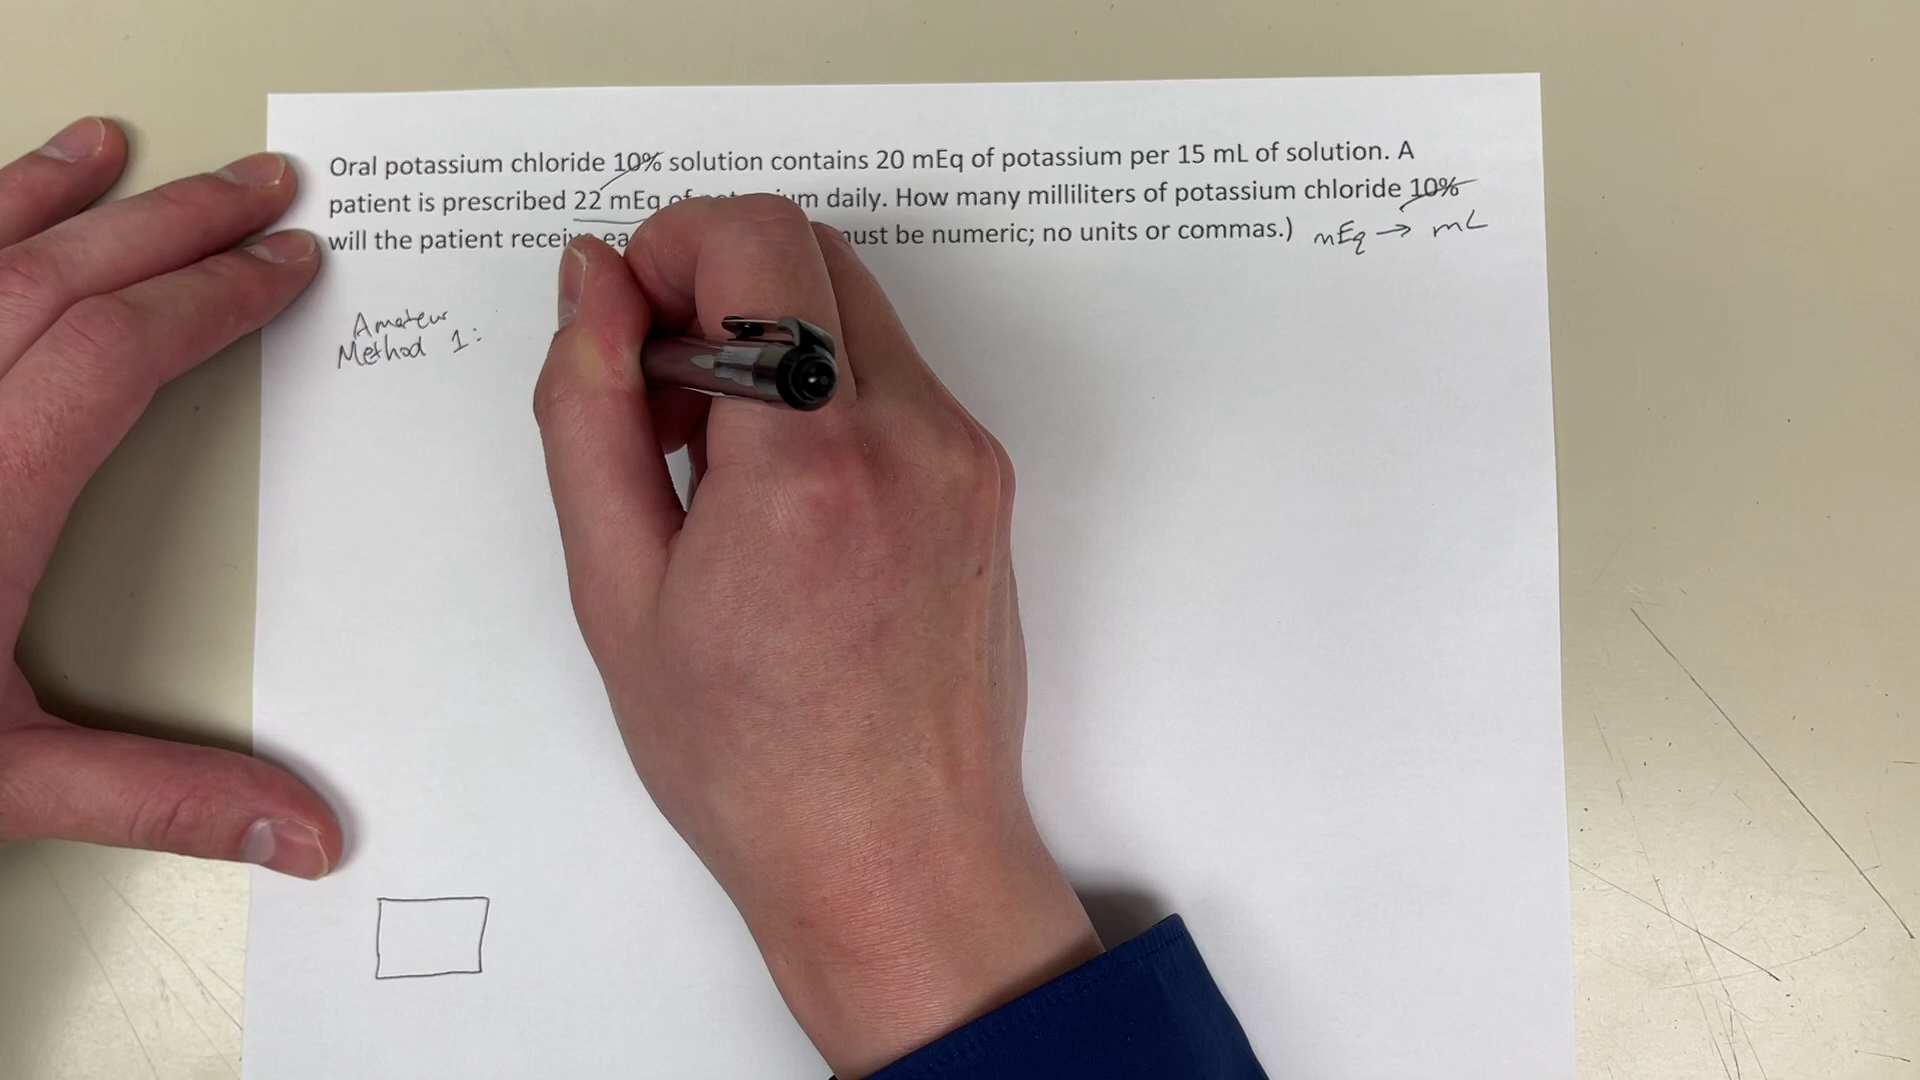 Oral potassium chloride 10% solution contains 20 mEq of potassium per 15 mL of solution. A
patient is prescribed 22 mEq of daily. How many milliliters of potassium chloride 10%
will the patient must be numeric; no units or commas.) mEq → mL
Amateur
Method 1: